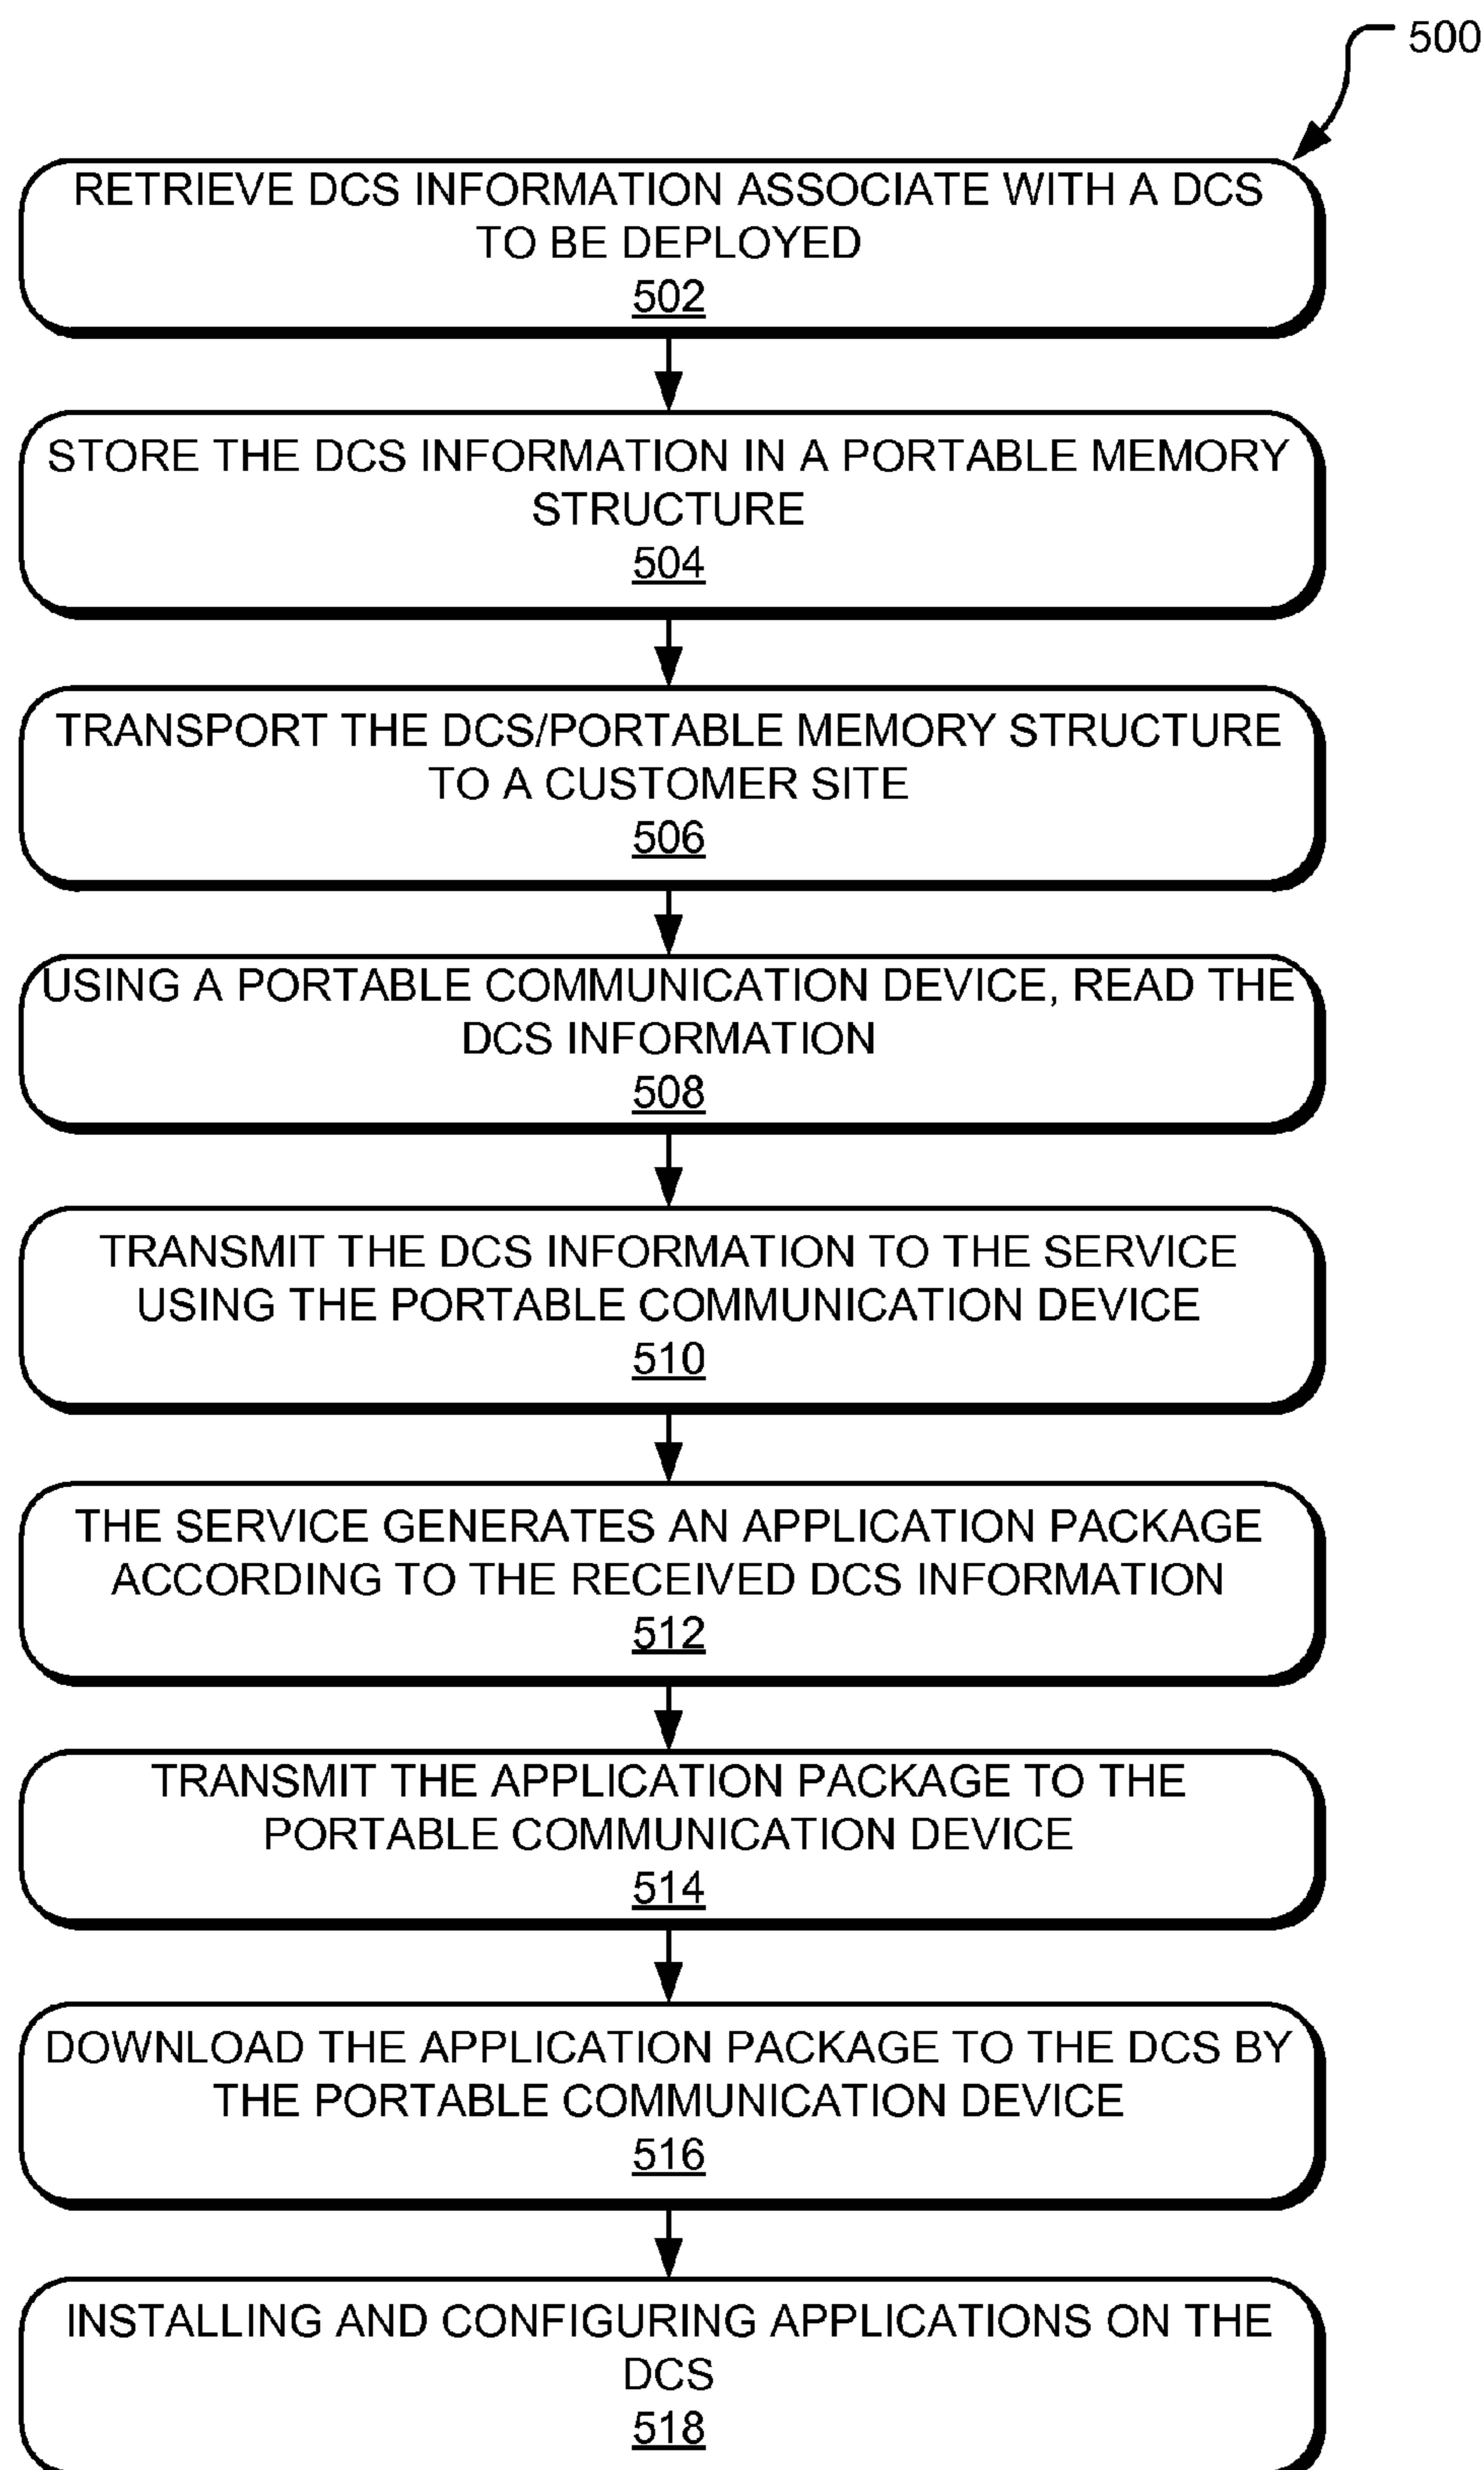 500
RETRIEVE DCS INFORMATION ASSOCIATE WITH A DCS
TO BE DEPLOYED
502
STORE THE DCS INFORMATION IN A PORTABLE MEMORY
STRUCTURE
504
TRANSPORT THE DCS/PORTABLE MEMORY STRUCTURE
TO A CUSTOMER SITE
506
USING A PORTABLE COMMUNICATION DEVICE, READ THE
DCS INFORMATION
508
TRANSMIT THE DCS INFORMATION TO THE SERVICE
USING THE PORTABLE COMMUNICATION DEVICE
510
THE SERVICE GENERATES AN APPLICATION PACKAGE
ACCORDING TO THE RECEIVED DCS INFORMATION
512
TRANSMIT THE APPLICATION PACKAGE TO THE
PORTABLE COMMUNICATION DEVICE
514
DOWNLOAD THE APPLICATION PACKAGE TO THE DCS BY
THE PORTABLE COMMUNICATION DEVICE
516
INSTALLING AND CONFIGURING APPLICATIONS ON THE
DCS
518